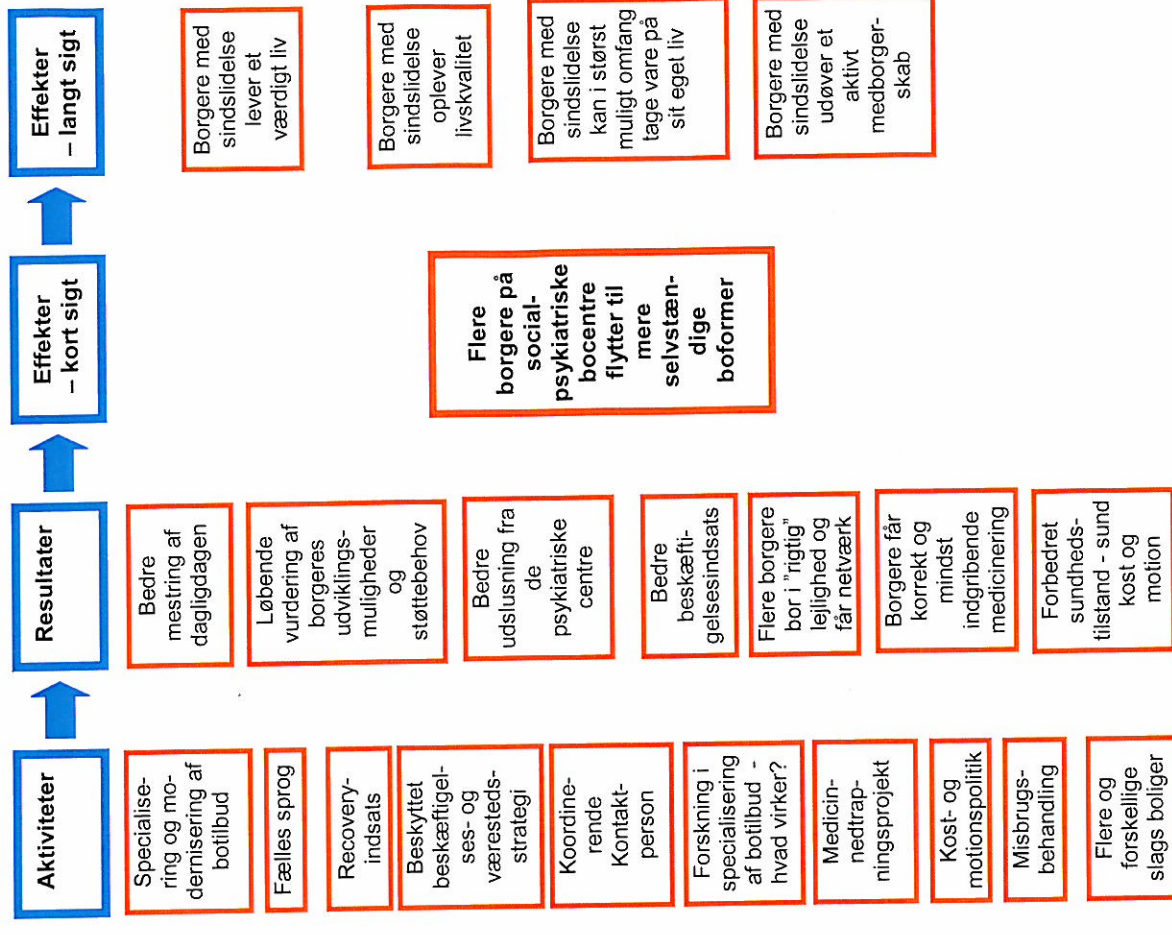 Aktiviteter
Specialise-
ring og mo-
dernisering af
botilbud
Fælles sprog
Recovery-
indsats
Beskyttet
beskæftigel-
ses- og
væresteds-
strategi
Koordine-
rende
Kontakt-
person
Forskning i
specialisering
af botilbud –
hvad virker?
Medicin-
nedtrap-
ningsprojekt
Kost- og
motionspolitik
Misbrugs-
behandling
Flere og
forskellige
slags boliger
Resultater
Bedre
mestring af
dagligdagen
Løbende
vurdering af
borgeres
udviklings-
muligheder
og
støttebehov
Bedre
udslusning fra
de
psykiatriske
centre
Bedre
beskæfti-
gelsesindsats
Flere borgere
bor i ”rigtig”
lejlighed og
får netværk
Borgere får
korrekt og
mindst
indgribende
medicinering
Forbedret
sundheds-
tilstand - sund
kost og
motion
Effekter
– kort sigt
Flere
borgere på
social-
psykiatriske
bocentre
flytter til
mere
selvstæn-
dige
boformer
Effekter
– langt sigt
Borgere med
sindslidelse
lever et
værdigt liv
Borgere med
sindslidelse
oplever
livskvalitet
Borgere med
sindslidelse
kan i størst
muligt omfang
tage vare på
sit eget liv
Borgere med
sindslidelse
udøver et
aktivt
medborger-
skab